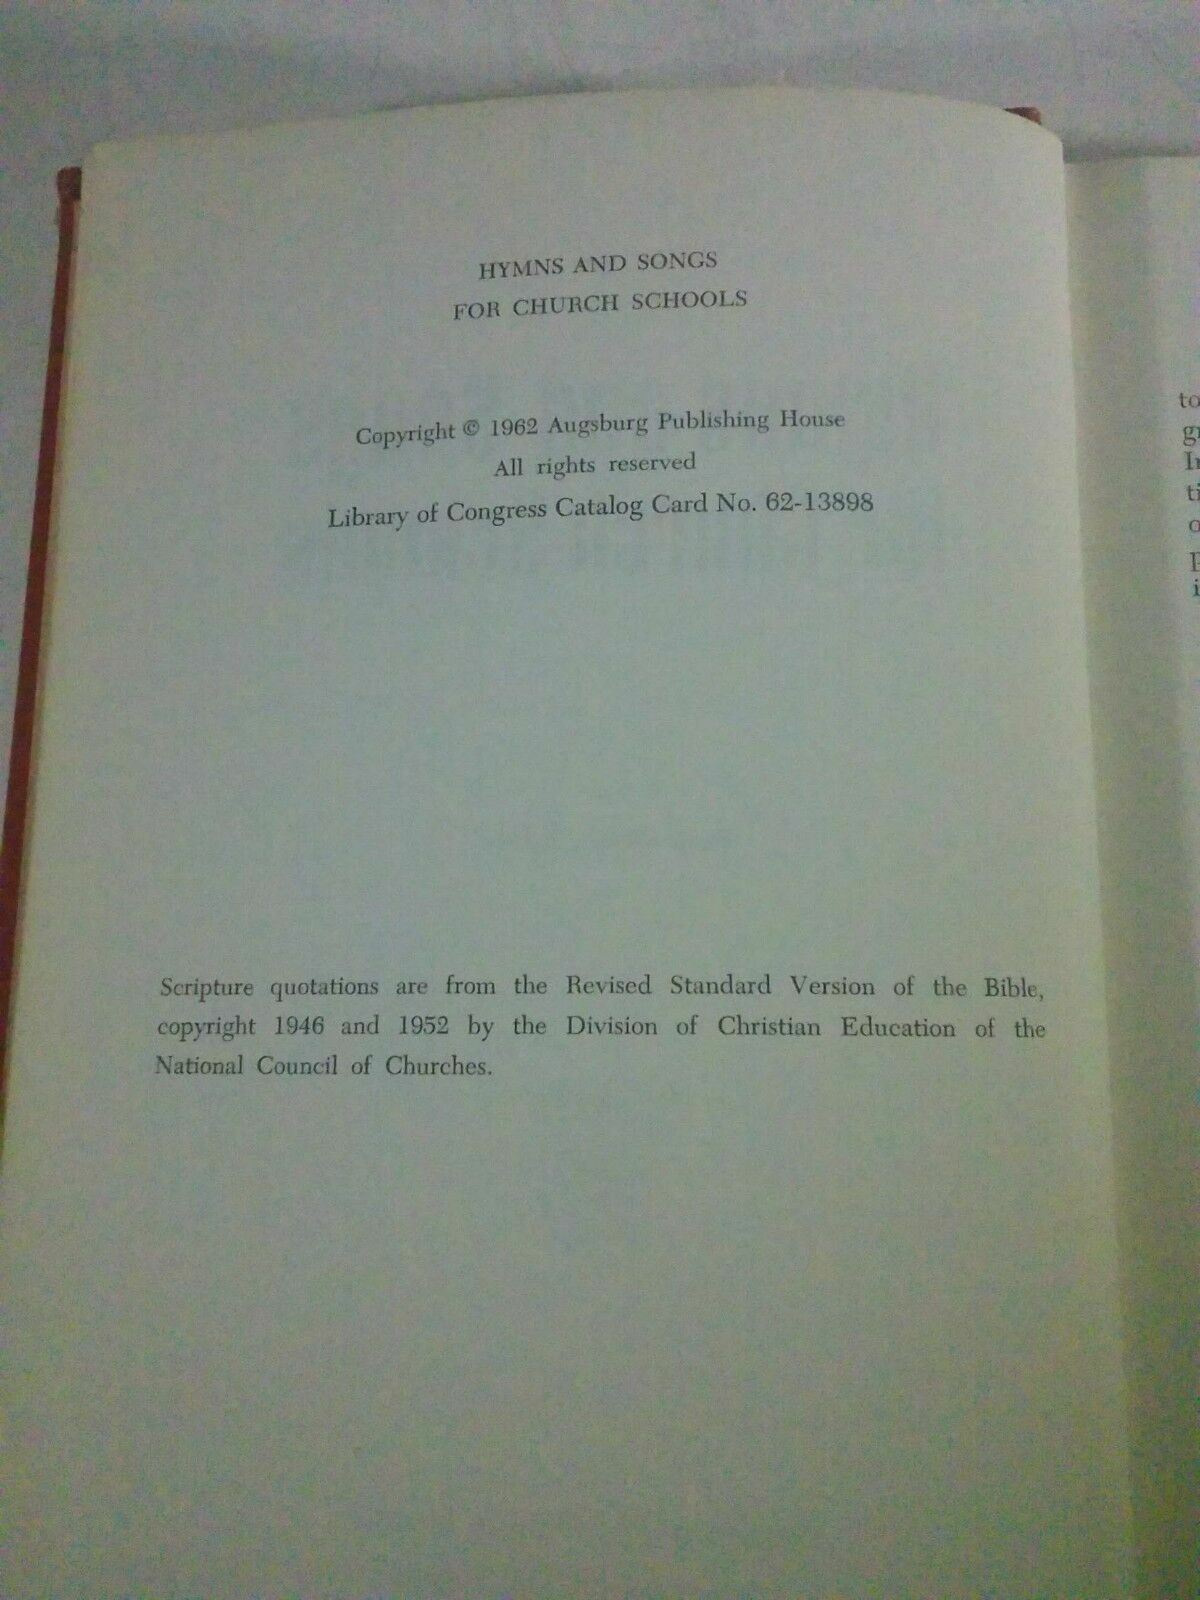 HYMNS AND SONGS
FOR CHURCH SCHOOLS
Copyright © 1962 Augsburg Publishing House
All rights reserved
Library of Congress Catalog Card No. 62-13898
Scripture quotations are from the Revised Standard Version of the Bible,
copyright 1946 and 1952 by the Division of Christian Education of the
National Council of Churches.